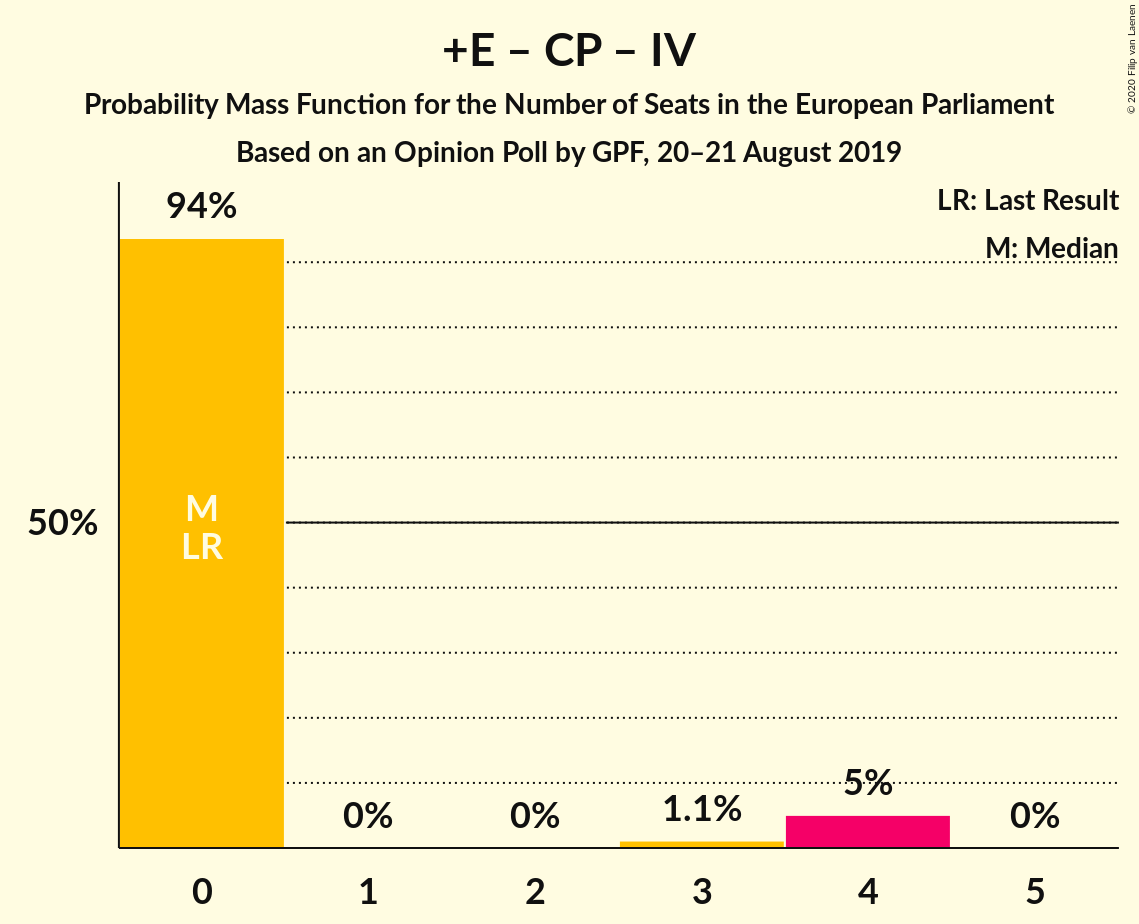 +E – CP – IV
Probability Mass Function for the Number of Seats in the European Parliament
Based on an Opinion Poll by GPF, 20–21 August 2019
© 2020 Filip van Laenen
LR: Last Result
M: Median
94%
M
LR
50%
0%
0%
1.1%
5%
0%
0
1
2
3
4
5